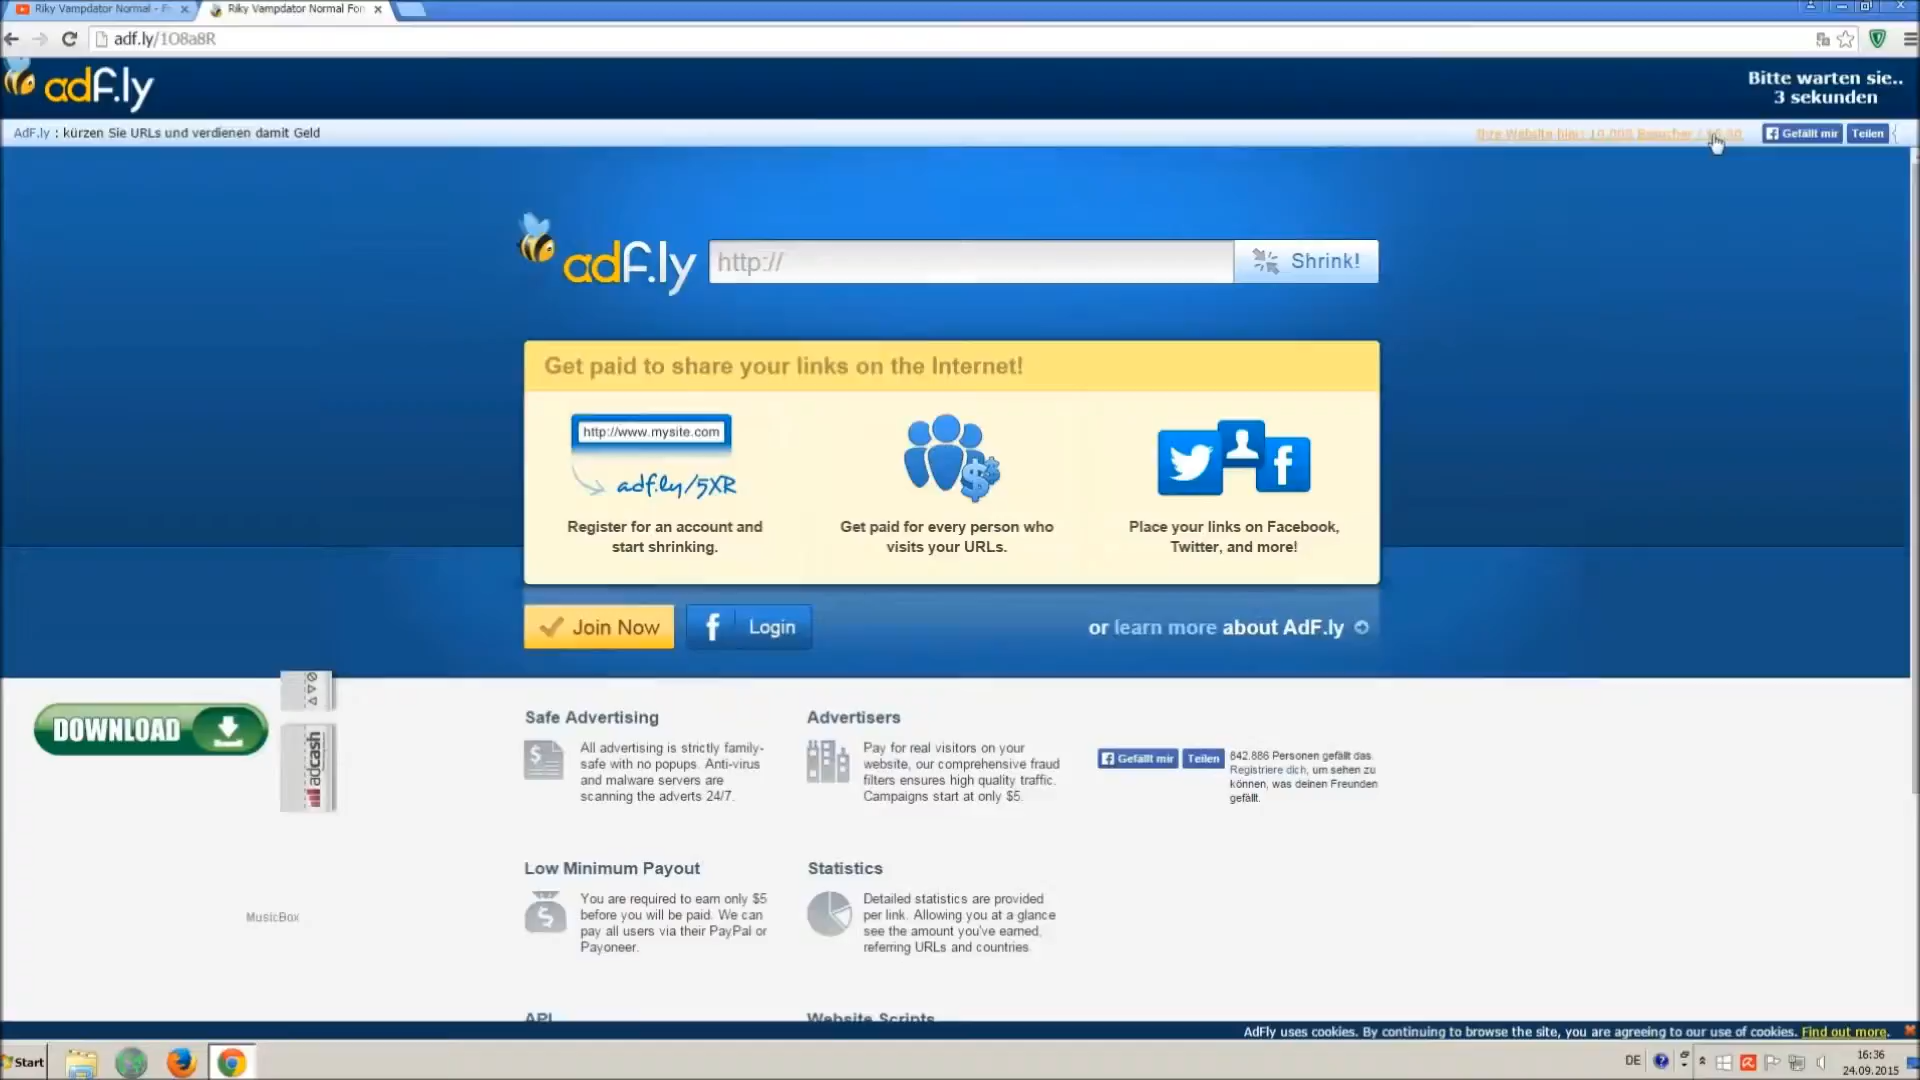 Riky Vampdator Normal - F
Riky Vampdator Normal For
adf.ly/1O8a8R
adf.ly
Bitte warten sie..
3 sekunden
AdF.ly : kürzen Sie URLs und verdienen damit Geld
Ihre Website hier: 10.000 Besucher /
Gefällt mir
Teilen
adf.ly
http://
Shrink!
Get paid to share your links on the Internet!
http://www.mysite.com
adf.ly/5XR
Register for an account and
start shrinking.
Get paid for every person who
visits your URLs.
Place your links on Facebook,
Twitter, and more!
Join Now
Login
or learn more about AdF.ly
DOWNLOAD
adcash
MusicBox
Safe Advertising
All advertising is strictly family-
safe with no popups. Anti-virus
and malware servers are
scanning the adverts 24/7.
Advertisers
Pay for real visitors on your
website, our comprehensive fraud
filters ensures high quality traffic.
Campaigns start at only $5.
Gefällt mir
Teilen
842.886 Personen gefällt das.
Registriere dich, um sehen zu
können, was deinen Freunden
gefällt.
Low Minimum Payout
You are required to earn only $5
before you will be paid. We can
pay all users via their PayPal or
Payoneer.
Statistics
Detailed statistics are provided
per link. Allowing you at a glance
see the amount you've earned,
referring URLs and countries
API
Website Scripts
AdFly uses cookies. By continuing to browse the site, you are agreeing to our use of cookies. Find out more.
Start
DE
16:36
24.09.2015